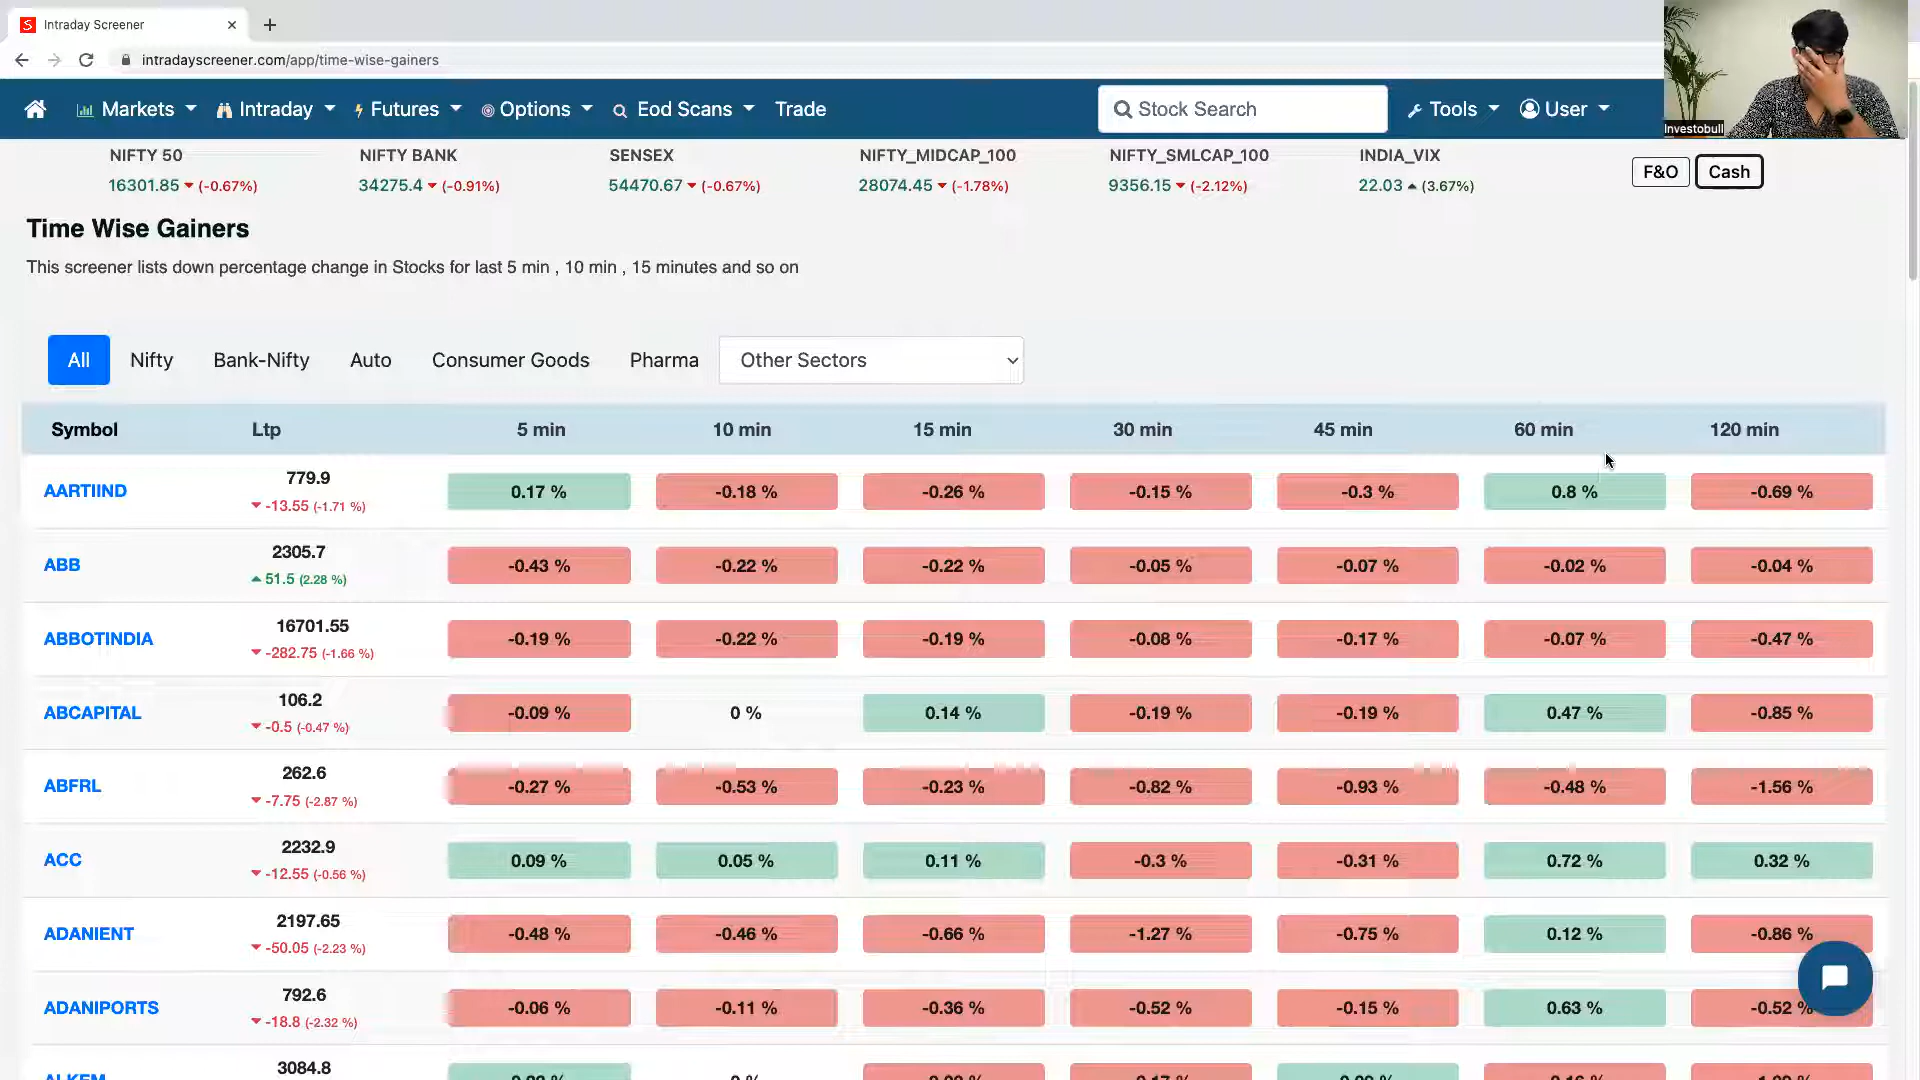 Intraday Screener
intradayscreener.com/app/time-wise-gainers
Markets Intraday Futures Options Eod Scans Trade Stock Search Tools User
Investobull
NIFTY 50 NIFTY BANK SENSEX NIFTY_MIDCAP_100 NIFTY_SMLCAP_100 INDIA_VIX
16301.85 (-0.67%) 34275.4 (-0.91%) 54470.67 (-0.67%) 28074.45 (-1.78%) 9356.15 (-2.12%) 22.03 (3.67%)
F&O Cash
Time Wise Gainers
This screener lists down percentage change in Stocks for last 5 min , 10 min , 15 minutes and so on
All Nifty Bank-Nifty Auto Consumer Goods Pharma Other Sectors
Symbol Ltp 5 min 10 min 15 min 30 min 45 min 60 min 120 min
779.9
AARTIIND 0.17 % -0.18 % -0.26 % -0.15 % -0.3 % 0.8 % -0.69 %
-13.55 (-1.71 %)
2305.7
ABB -0.43 % -0.22 % -0.22 % -0.05 % -0.07 % -0.02 % -0.04 %
51.5 (2.28 %)
16701.55
ABBOTINDIA -0.19 % -0.22 % -0.19 % -0.08 % -0.17 % -0.07 % -0.47 %
-282.75 (-1.66 %)
106.2
ABCAPITAL -0.09 % 0 % 0.14 % -0.19 % -0.19 % 0.47 % -0.85 %
-0.5 (-0.47 %)
262.6
ABFRL -0.27 % -0.53 % -0.23 % -0.82 % -0.93 % -0.48 % -1.56 %
-7.75 (-2.87 %)
2232.9
ACC 0.09 % 0.05 % 0.11 % -0.3 % -0.31 % 0.72 % 0.32 %
-12.55 (-0.56 %)
2197.65
ADANIENT -0.48 % -0.46 % -0.66 % -1.27 % -0.75 % 0.12 % -0.86 %
-50.05 (-2.23 %)
792.6
ADANIPORTS -0.06 % -0.11 % -0.36 % -0.52 % -0.15 % 0.63 % -0.52 %
-18.8 (-2.32 %)
3084.8
ALKEM